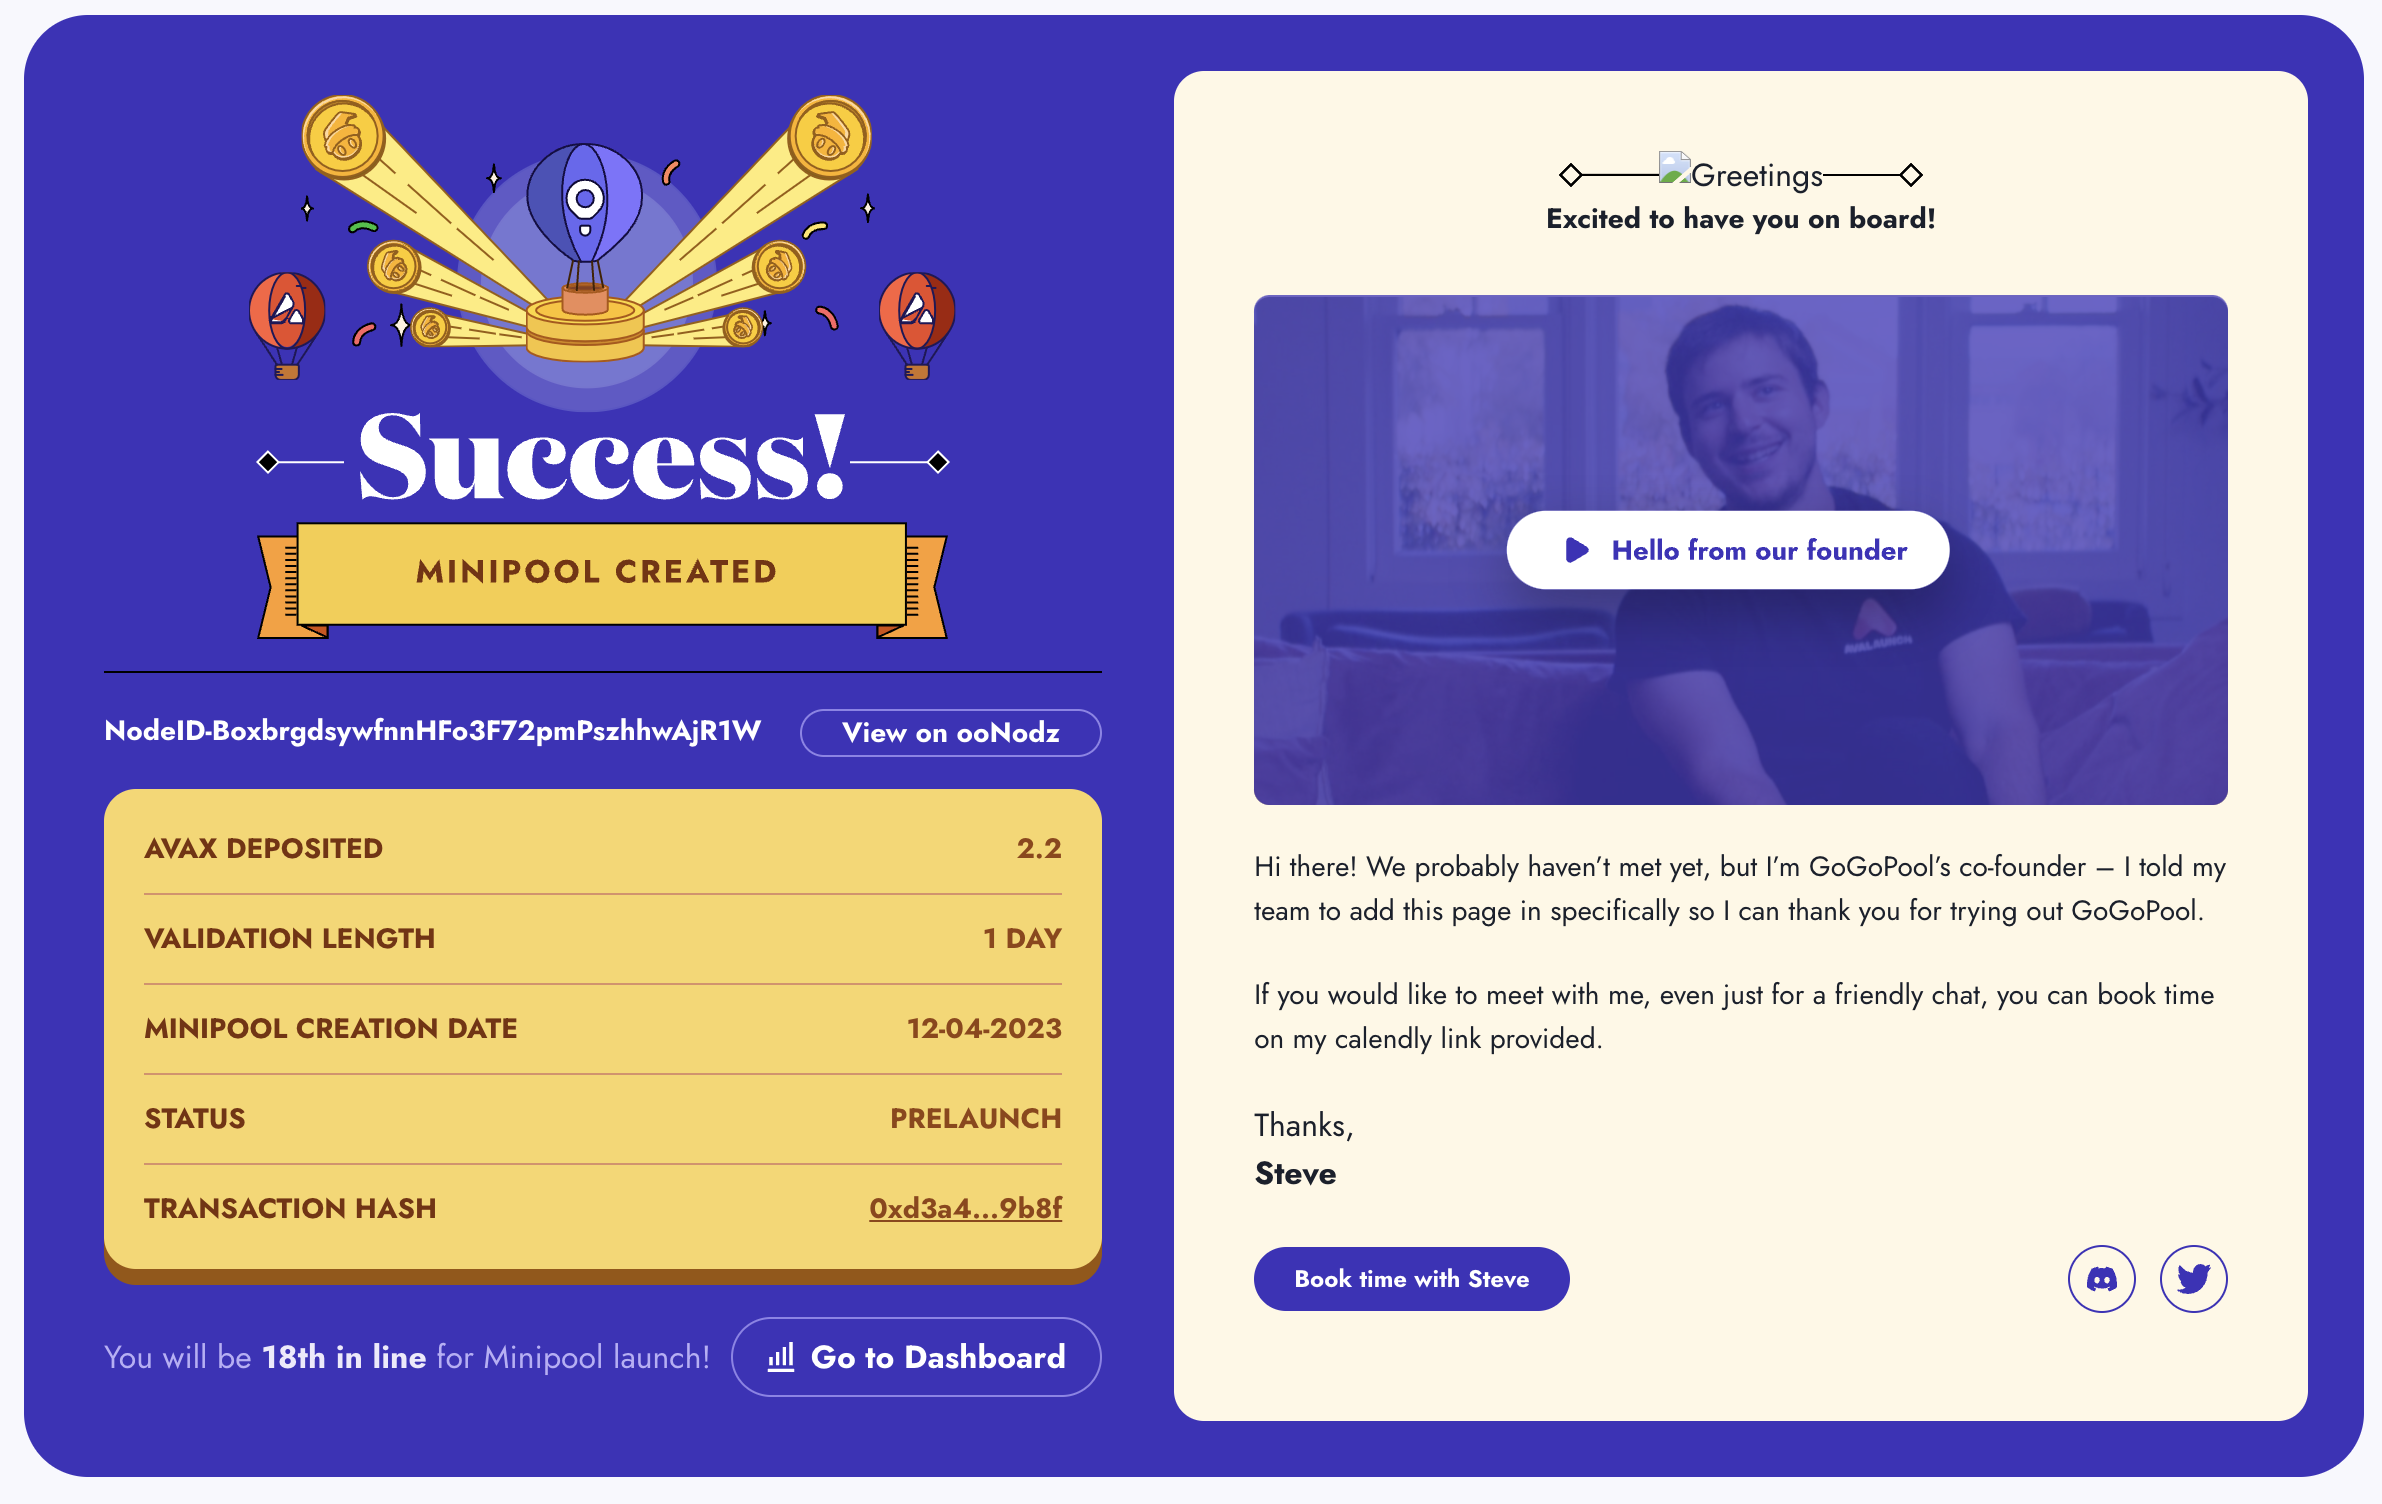 Success!
MINIPOOL CREATED
NodeID-BoxbrgdsywfnnHFo3F72pmPszhhwAjR1W
View on ooNodz
AVAX DEPOSITED 2.2
VALIDATION LENGTH 1 DAY
MINIPOOL CREATION DATE 12-04-2023
STATUS PRELAUNCH
TRANSACTION HASH 0xd3a4...9b8f
You will be 18th in line for Minipool launch!
Go to Dashboard
Greetings
Excited to have you on board!
Hello from our founder
AVALAUNCH
Hi there! We probably haven’t met yet, but I’m GoGoPool’s co-founder – I told my
team to add this page in specifically so I can thank you for trying out GoGoPool.
If you would like to meet with me, even just for a friendly chat, you can book time
on my calendly link provided.
Thanks,
Steve
Book time with Steve